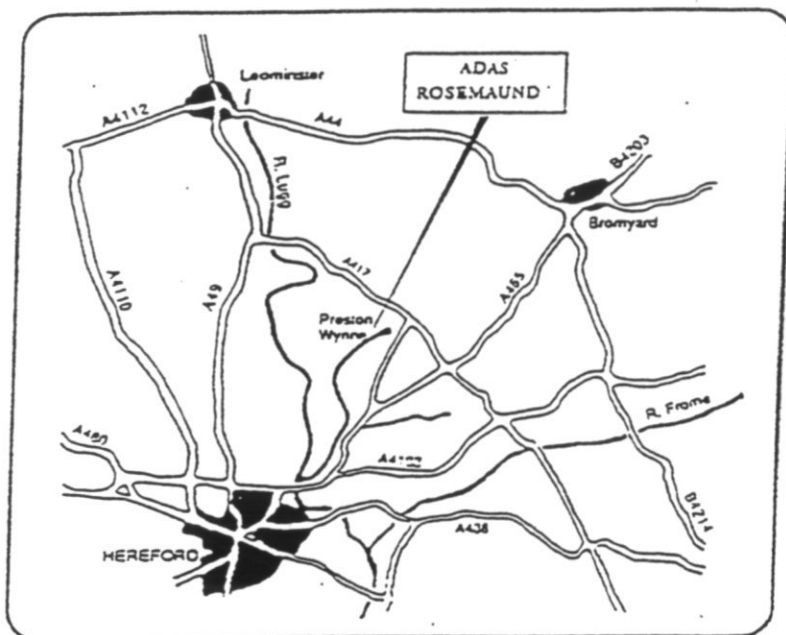 ADAS
ROSEMAUND
Leominster
A4112
A44
B4203
R. Lugg
Bromyard
A417
A465
A4110
A49
Preston
Wynne
R. Frome
A480
A438
B4214
HEREFORD